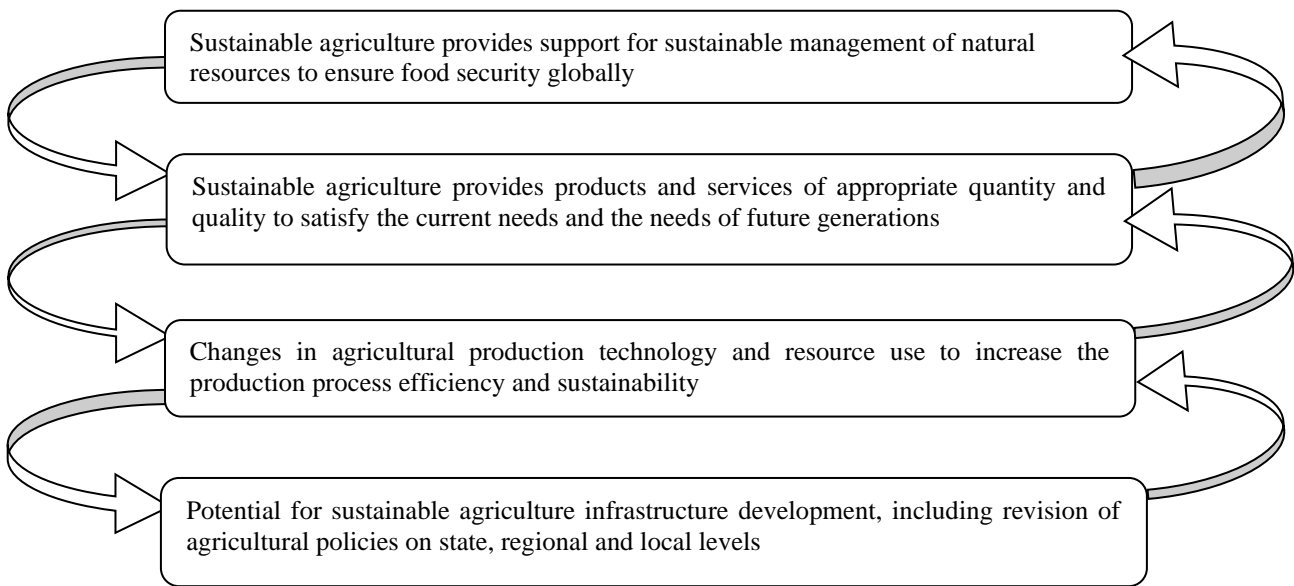 Sustainable agriculture provides support for sustainable management of natural
resources to ensure food security globally
Sustainable agriculture provides products and services of appropriate quantity and
quality to satisfy the current needs and the needs of future generations
Changes in agricultural production technology and resource use to increase the
production process efficiency and sustainability
Potential for sustainable agriculture infrastructure development, including revision of
agricultural policies on state, regional and local levels